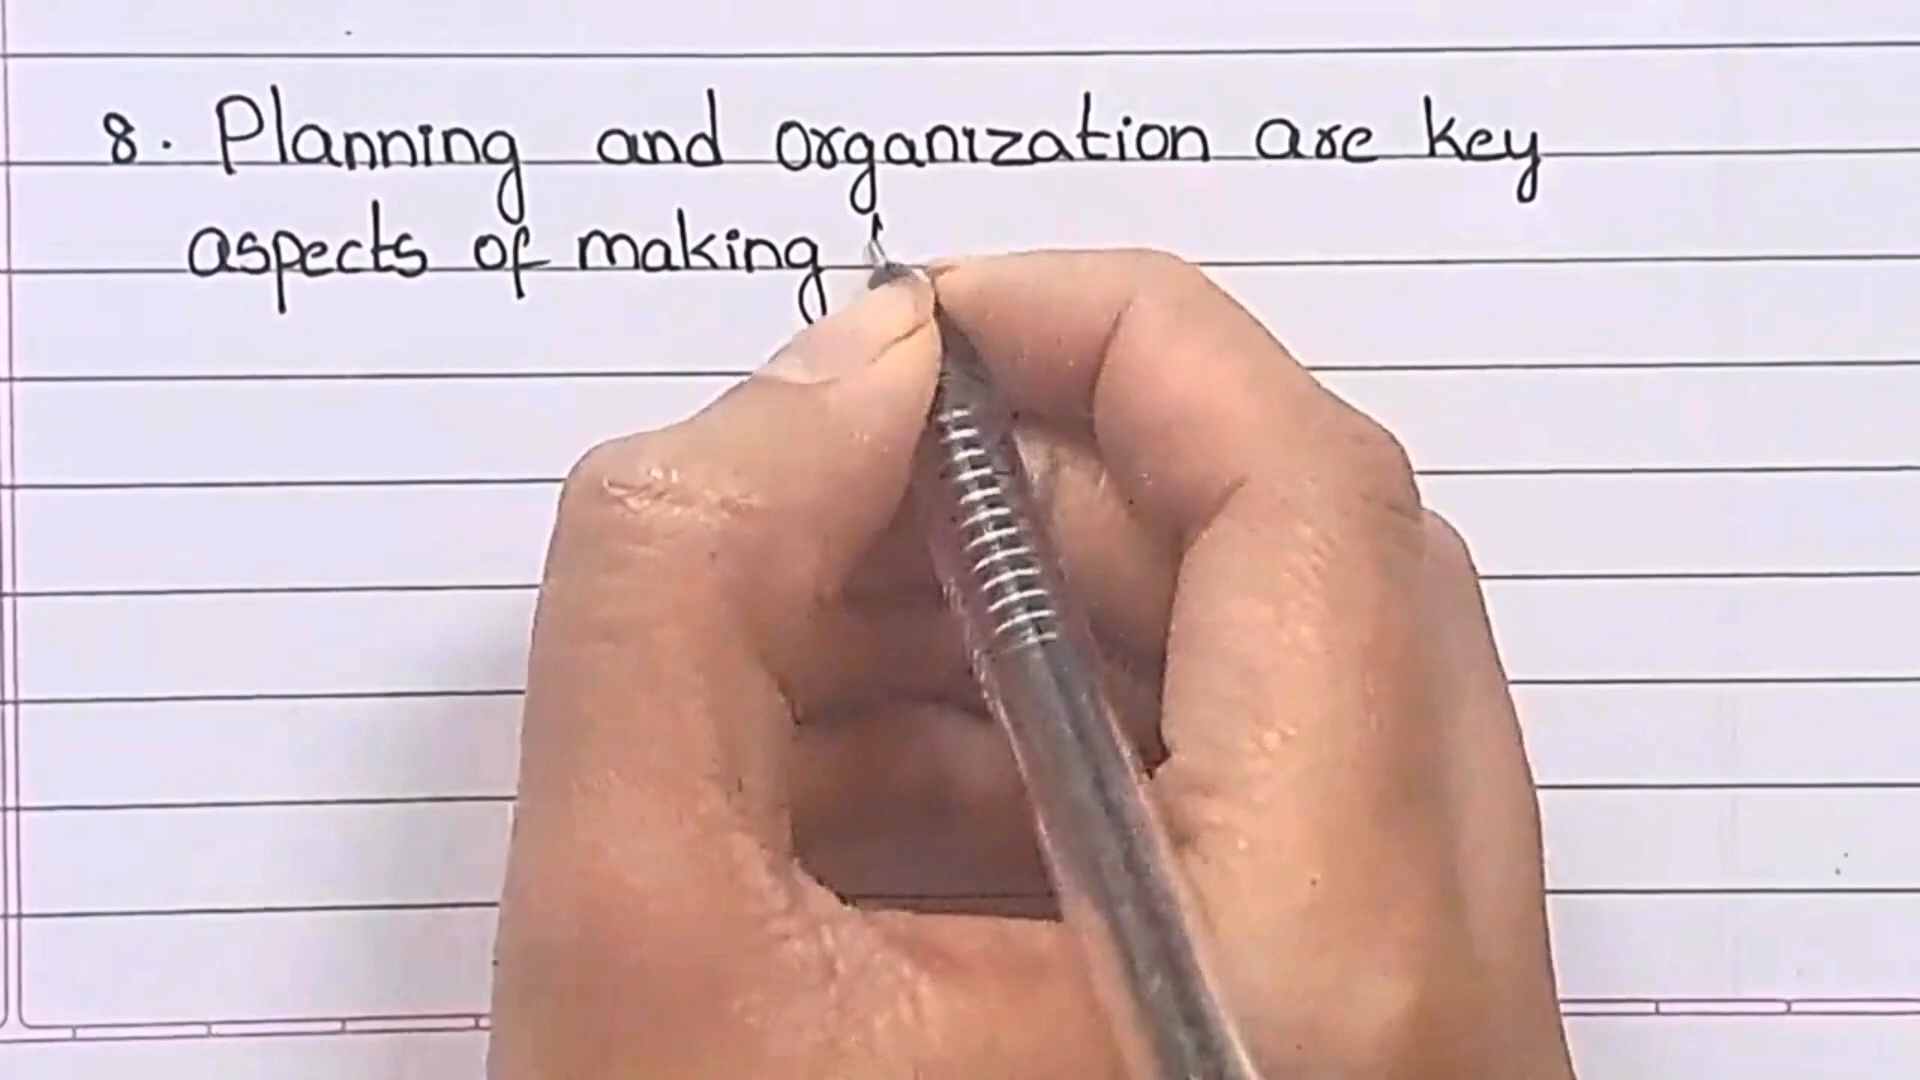 8. Planning and organization are key
aspects of making